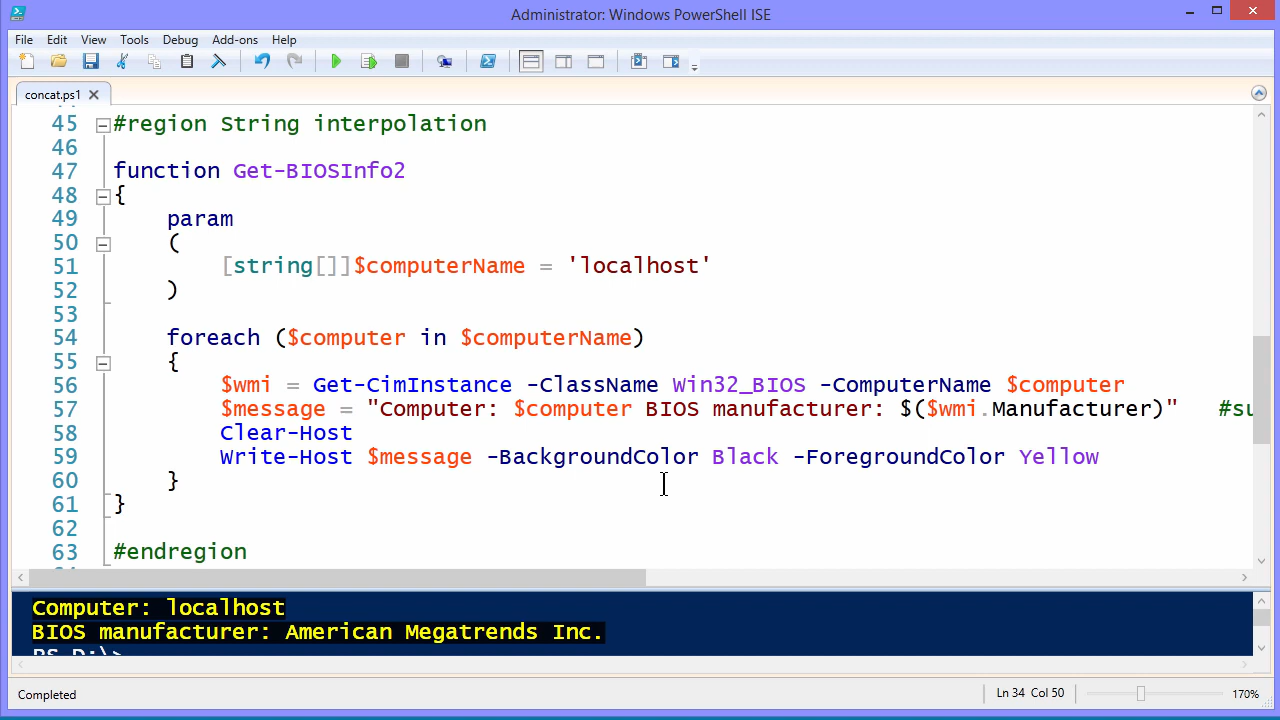 Administrator: Windows PowerShell ISE
File Edit View Tools Debug Add-ons Help
concat.ps1
45 #region String interpolation
46
47 function Get-BIOSInfo2
48 {
49 param
50 (
51 [string[]]$computerName = 'localhost'
52 )
53
54 foreach ($computer in $computerName)
55 {
56 $wmi = Get-CimInstance -ClassName Win32_BIOS -ComputerName $computer
57 $message = "Computer: $computer BIOS manufacturer: $($wmi.Manufacturer)" #su
58 Clear-Host
59 Write-Host $message -BackgroundColor Black -ForegroundColor Yellow
60 }
61 }
62
63 #endregion
Computer: localhost
BIOS manufacturer: American Megatrends Inc.
PS D:\>
Completed Ln 34 Col 50 170%